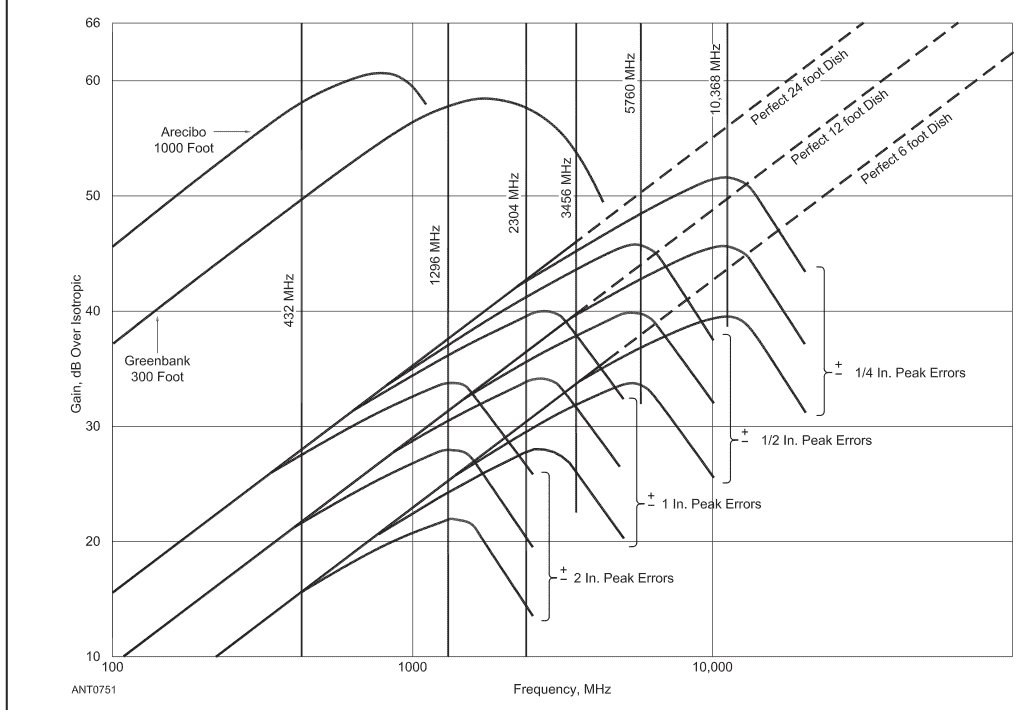 66
60
50
40
30
20
10
100
1000
10,000
Gain, dB Over Isotropic
Frequency, MHz
Arecibo
1000 Foot
Greenbank
300 Foot
432 MHz
1296 MHz
2304 MHz
3456 MHz
5760 MHz
10,368 MHz
Perfect 24 foot Dish
Perfect 12 foot Dish
Perfect 6 foot Dish
± 1/4 In. Peak Errors
± 1/2 In. Peak Errors
± 1 In. Peak Errors
± 2 In. Peak Errors
ANT0751